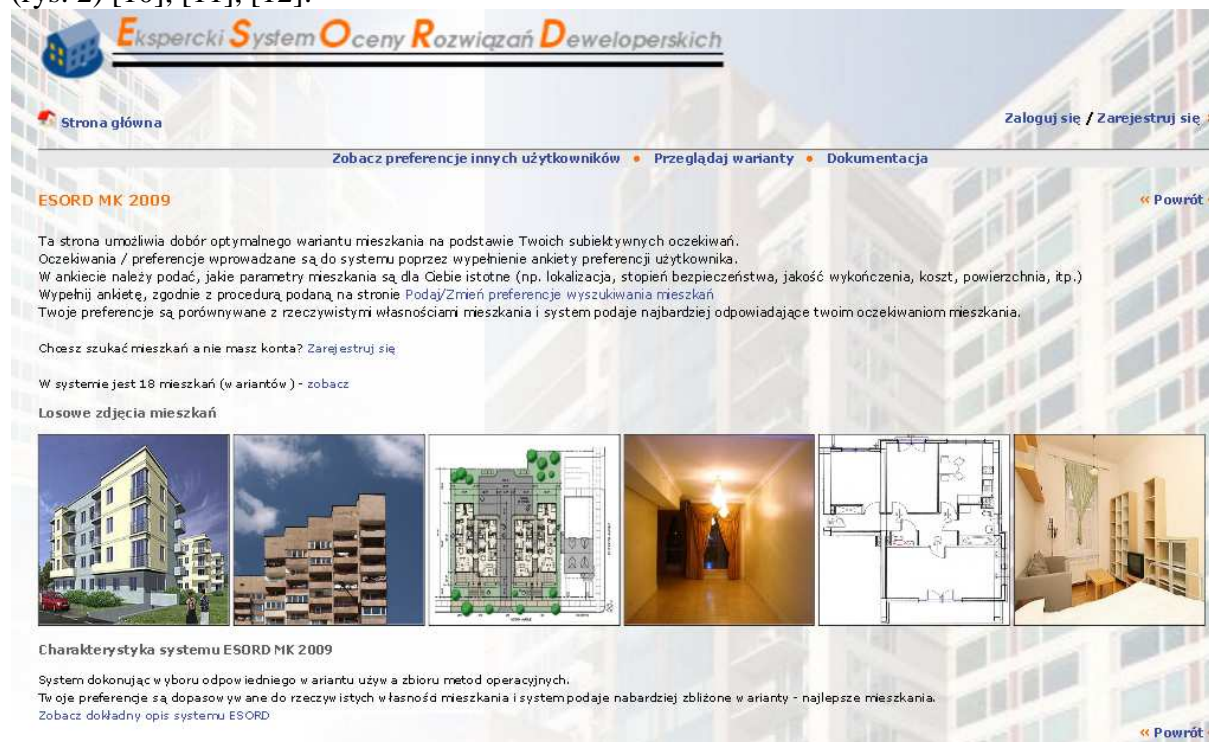 (rys. 2) [10], [11], [12].
Ekspercki System Oceny Rozwiązań Deweloperskich
Strona główna
Zaloguj się / Zarejestruj się
Zobacz preferencje innych użytkowników • Przeglądaj warianty • Dokumentacja
ESORD MK 2009
« Powrót
Ta strona umożliwia dobór optymalnego wariantu mieszkania na podstawie Twoich subiektywnych oczekiwań.
Oczekiwania / preferencje wprowadzane są do systemu poprzez wypełnienie ankiety preferencji użytkownika.
W ankiecie należy podać, jakie parametry mieszkania są dla Ciebie istotne (np. lokalizacja, stopień bezpieczeństwa, jakość wykończenia, koszt, powierzchnia, itp.)
Wypełnij ankietę, zgodnie z procedurą podaną na stronie Podaj/Zmień preferencje wyszukiwania mieszkań
Twoje preferencje są porównywane z rzeczywistymi własnościami mieszkania i system podaje najbardziej odpowiadające twoim oczekiwaniom mieszkania.
Chcesz szukać mieszkań a nie masz konta? Zarejestruj się
W systemie jest 18 mieszkań (wariantów) - zobacz
Losowe zdjęcia mieszkań
Charakterystyka systemu ESORD MK 2009
System dokonując wyboru odpowiedniego wariantu używa zbioru metod operacyjnych.
Twoje preferencje są dopasowywane do rzeczywistych własności mieszkania i system podaje nabardziej zbliżone warianty - najlepsze mieszkania.
Zobacz dokładny opis systemu ESORD
« Powrót